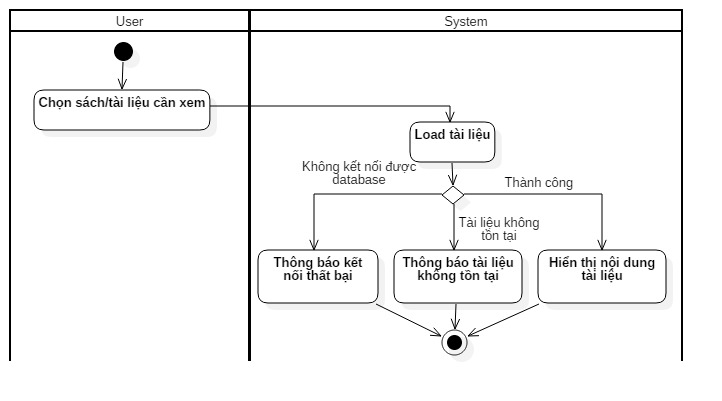 User
System
Chọn sách/tài liệu cần xem
Load tài liệu
Không kết nối được
database
Thành công
Tài liệu không
tồn tại
Thông báo kết
nối thất bại
Thông báo tài liệu
không tồn tại
Hiển thị nội dung
tài liệu